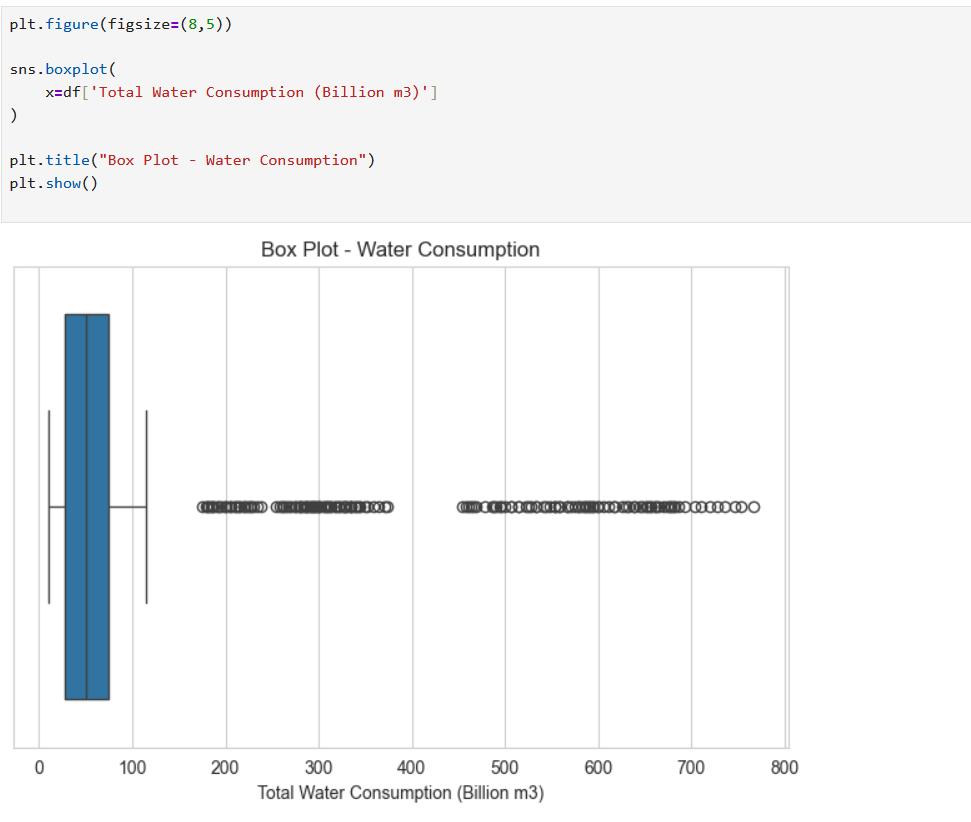 plt.figure(figsize=(8,5))
sns.boxplot(
    x=df['Total Water Consumption (Billion m3)']
)
plt.title("Box Plot - Water Consumption")
plt.show()
Box Plot - Water Consumption
0 100 200 300 400 500 600 700 800
Total Water Consumption (Billion m3)